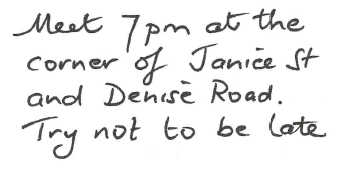 Meet 7pm at the
corner of Janice St
and Denise Road.
Try not to be late